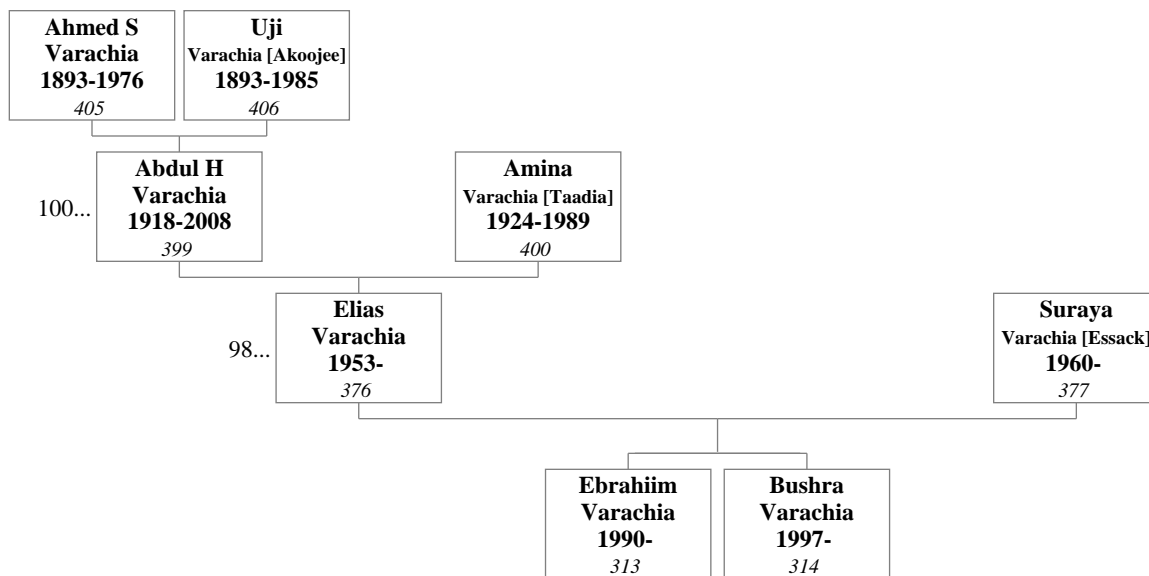 Ahmed S
Varachia
1893-1976
405
Uji
Varachia [Akoojee]
1893-1985
406
100...
Abdul H
Varachia
1918-2008
399
Amina
Varachia [Taadia]
1924-1989
400
98...
Elias
Varachia
1953-
376
Suraya
Varachia [Essack]
1960-
377
Ebrahiim
Varachia
1990-
313
Bushra
Varachia
1997-
314